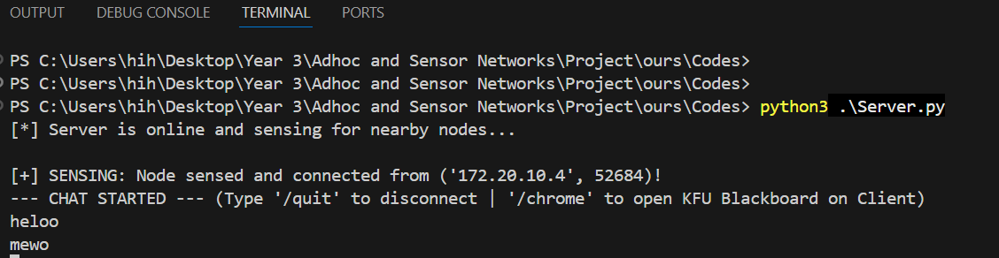 OUTPUT DEBUG CONSOLE TERMINAL PORTS
PS C:\Users\hih\Desktop\Year 3\Adhoc and Sensor Networks\Project\ours\Codes>
PS C:\Users\hih\Desktop\Year 3\Adhoc and Sensor Networks\Project\ours\Codes>
PS C:\Users\hih\Desktop\Year 3\Adhoc and Sensor Networks\Project\ours\Codes> python3 .\Server.py
[*] Server is online and sensing for nearby nodes...
[+] SENSING: Node sensed and connected from ('172.20.10.4', 52684)!
--- CHAT STARTED --- (Type '/quit' to disconnect | '/chrome' to open KFU Blackboard on Client)
heloo
mewo